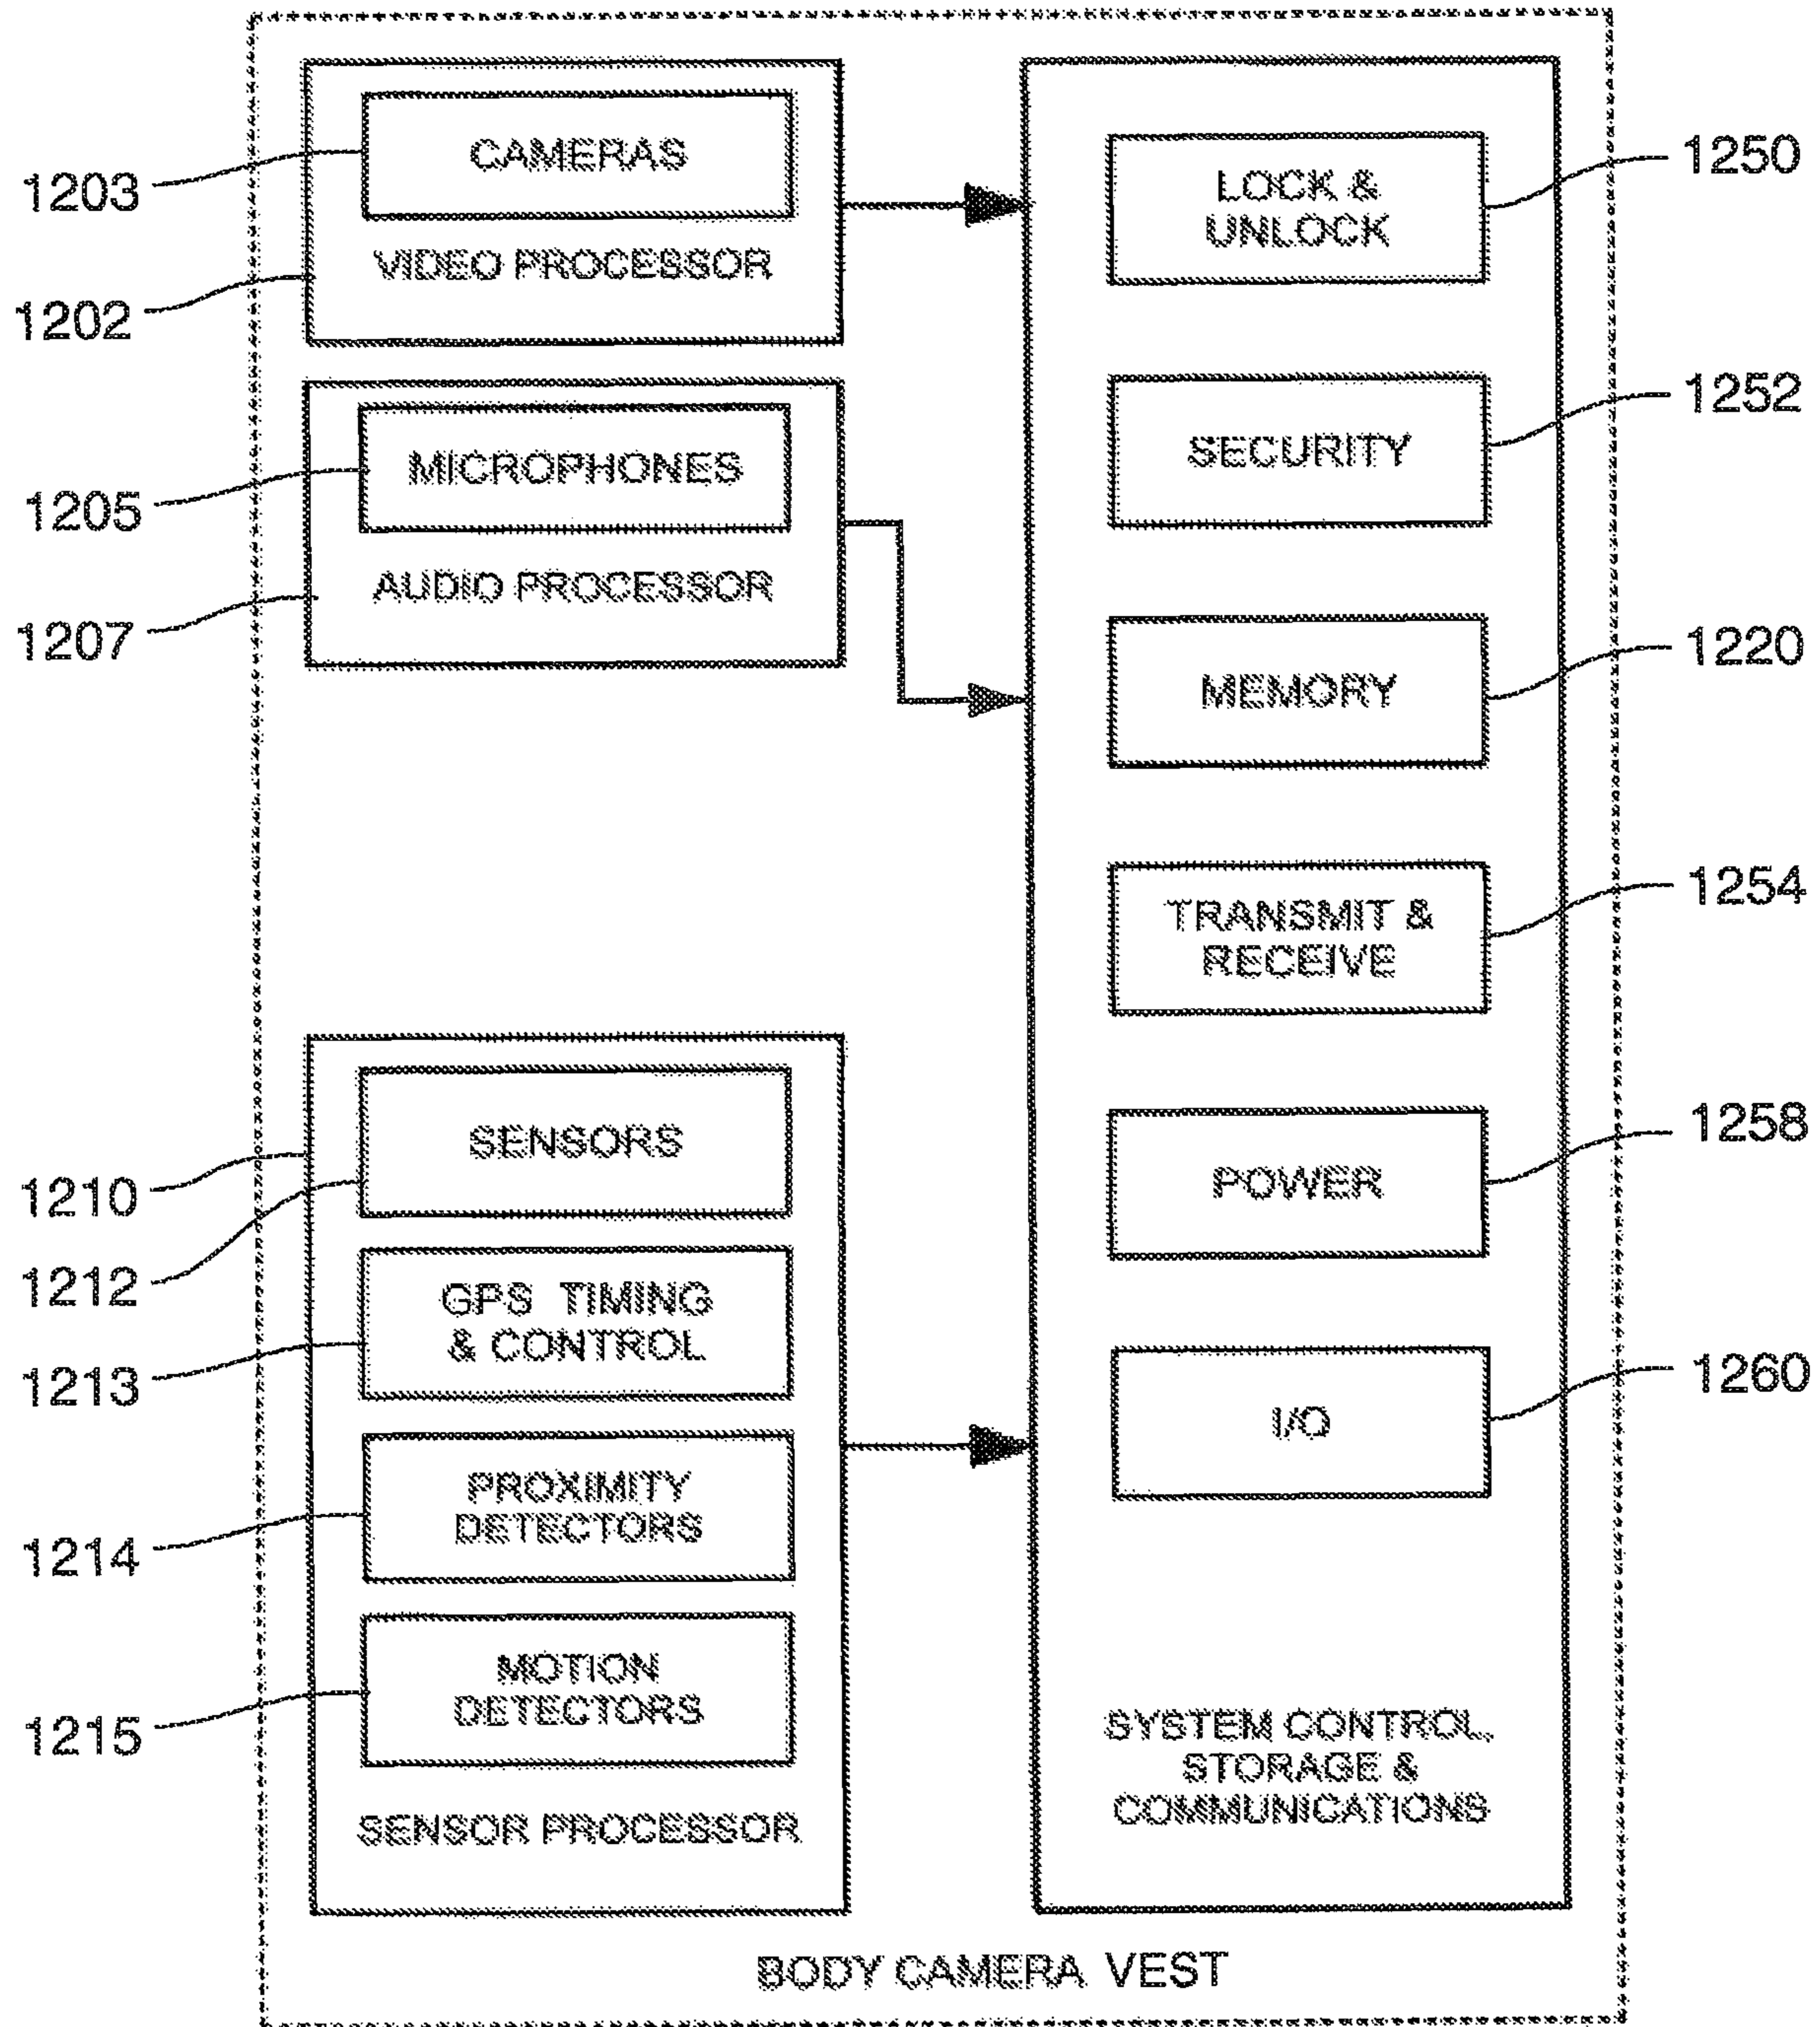 CAMERAS
1203
VIDEO PROCESSOR
1202
MICROPHONES
1205
AUDIO PROCESSOR
1207
SENSORS
1210
1212
GPS TIMING
& CONTROL
1213
PROXIMITY
DETECTORS
1214
MOTION
DETECTORS
1215
SENSOR PROCESSOR
LOCK &
UNLOCK
1250
SECURITY
1252
MEMORY
1220
TRANSMIT &
RECEIVE
1254
POWER
1258
I/O
1260
SYSTEM CONTROL,
STORAGE &
COMMUNICATIONS
BODY CAMERA VEST